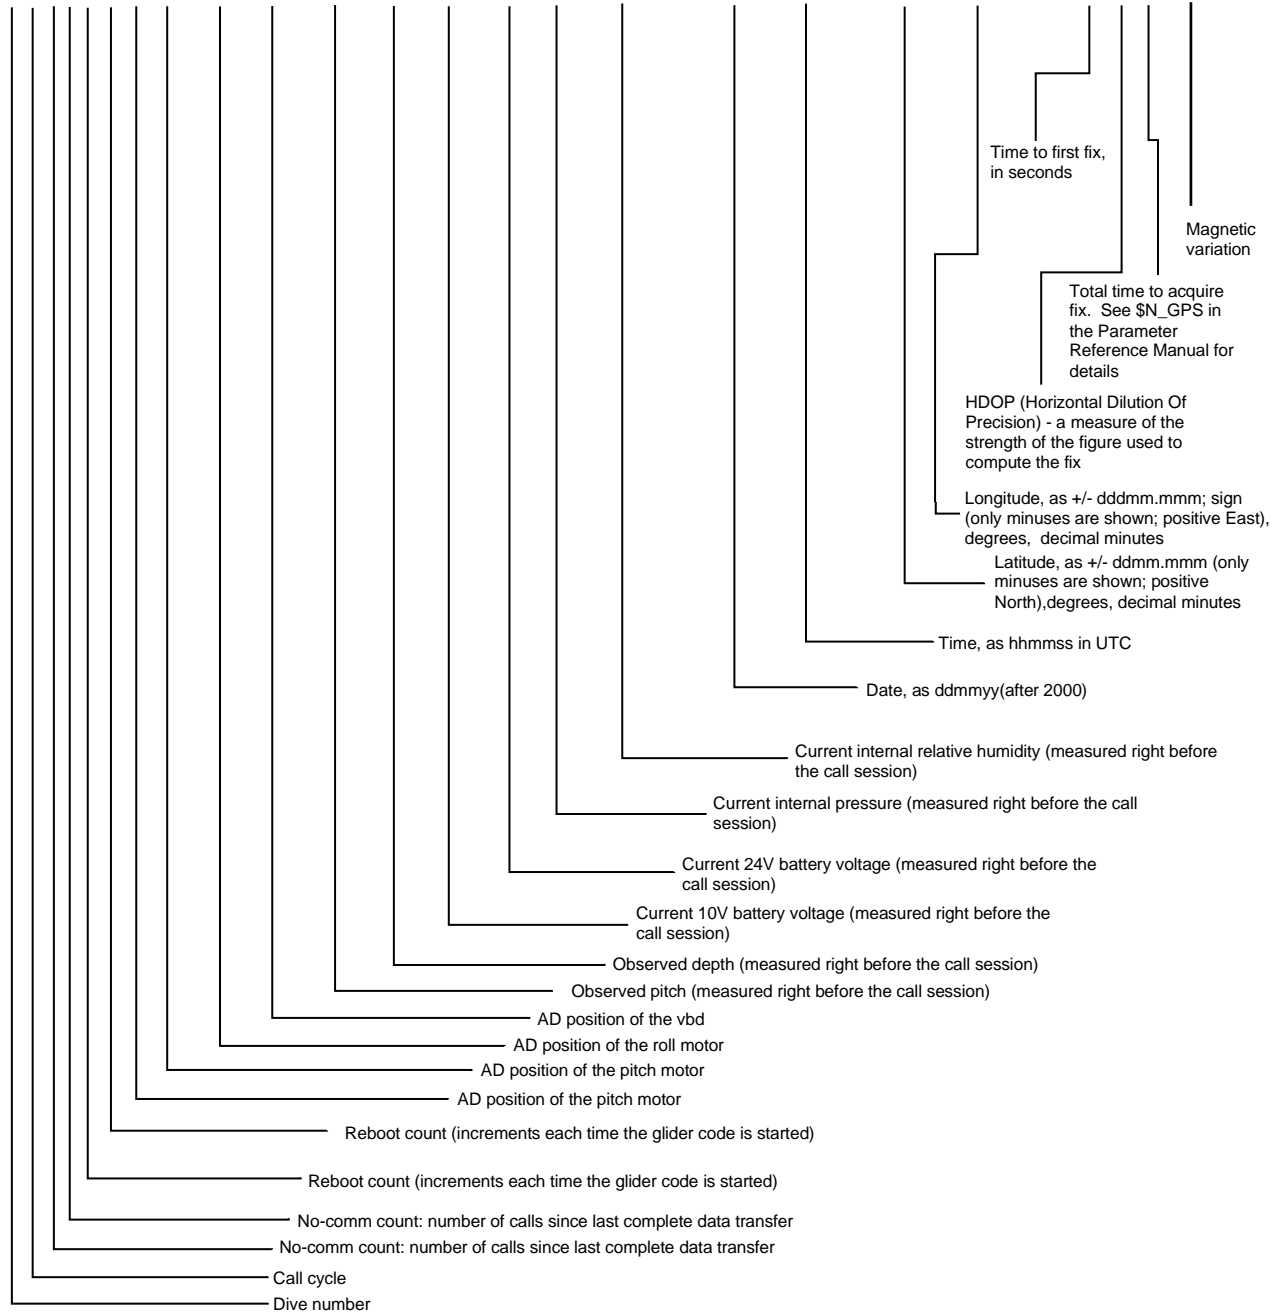 Time to first fix,
in seconds
Magnetic
variation
Total time to acquire
fix. See $N_GPS in
the Parameter
Reference Manual for
details
HDOP (Horizontal Dilution Of
Precision) - a measure of the
strength of the figure used to
compute the fix
Longitude, as +/- dddmm.mmm; sign
(only minuses are shown; positive East),
degrees, decimal minutes
Latitude, as +/- ddmm.mmm (only
minuses are shown; positive
North),degrees, decimal minutes
Time, as hhmmss in UTC
Date, as ddmmyy(after 2000)
Current internal relative humidity (measured right before
the call session)
Current internal pressure (measured right before the call
session)
Current 24V battery voltage (measured right before the
call session)
Current 10V battery voltage (measured right before the
call session)
Observed depth (measured right before the call session)
Observed pitch (measured right before the call session)
AD position of the vbd
AD position of the roll motor
AD position of the pitch motor
AD position of the pitch motor
Reboot count (increments each time the glider code is started)
Reboot count (increments each time the glider code is started)
No-comm count: number of calls since last complete data transfer
No-comm count: number of calls since last complete data transfer
Call cycle
Dive number